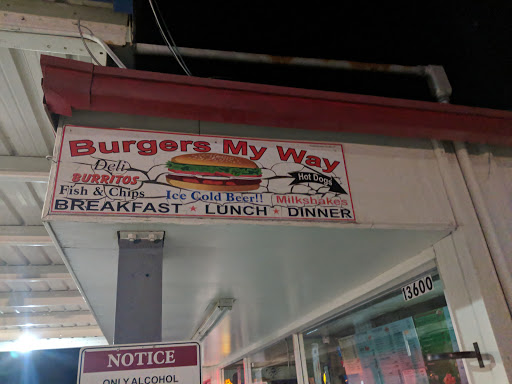 Burgers My Way
Deli
BURRITOS
Hot Dogs
Fish & Chips
Ice Cold Beer!!
Milkshakes
BREAKFAST ★ LUNCH ★ DINNER
13600
NOTICE
ONLY ALCOHOL